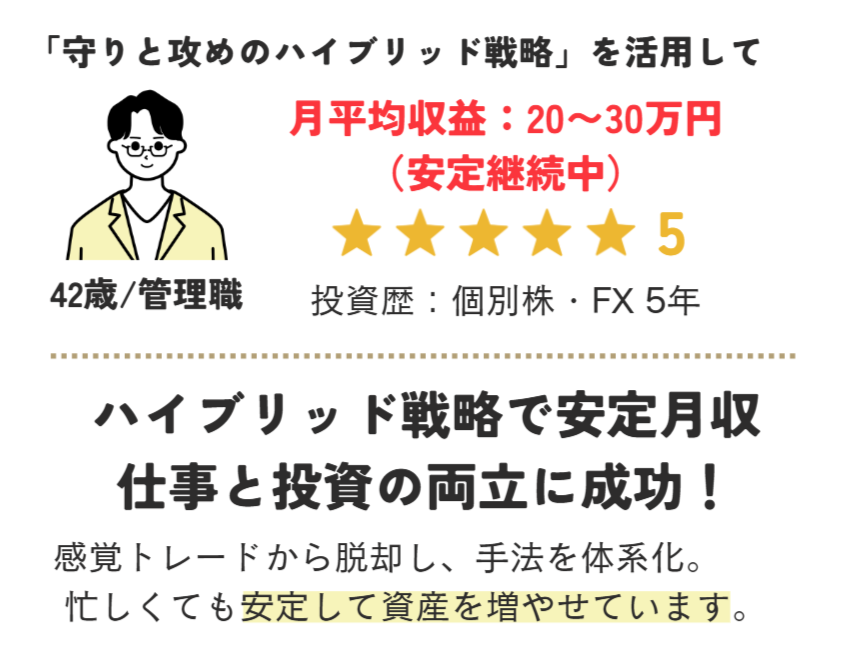 「守りと攻めのハイブリッド戦略」を活用して
月平均収益：20〜30万円
（安定継続中）
★★★★★ 5
42歳/管理職
投資歴：個別株・FX 5年
ハイブリッド戦略で安定月収
仕事と投資の両立に成功！
感覚トレードから脱却し、手法を体系化。
忙しくても安定して資産を増やせています。